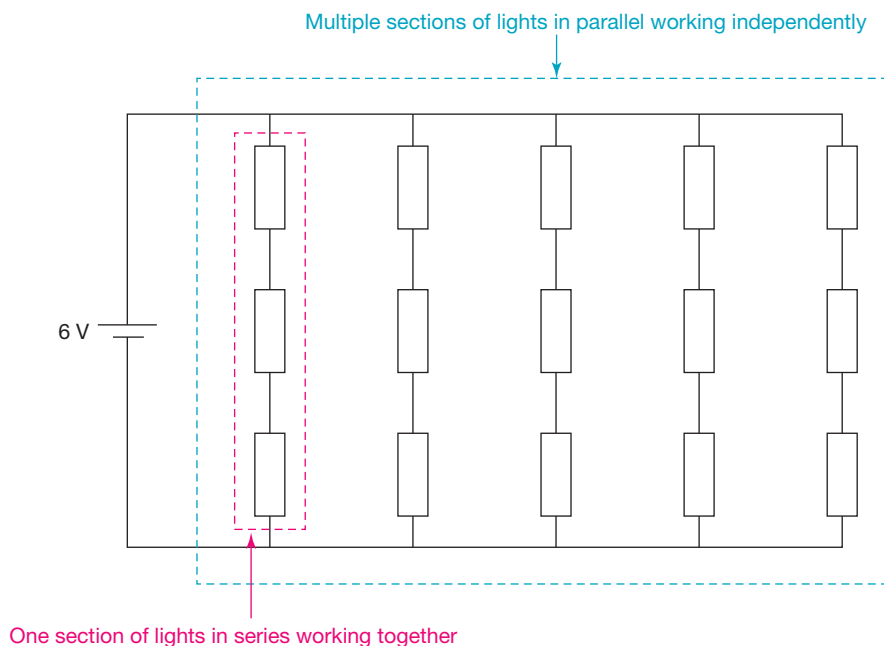 Multiple sections of lights in parallel working independently
6 V
One section of lights in series working together